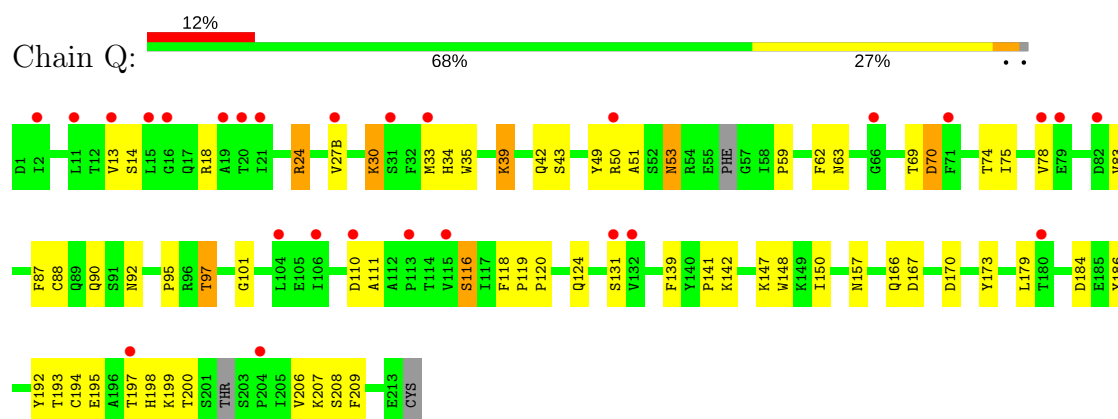 12%
Chain Q:
68% 27% • •
D1 I2 L11 T12 V13 S14 L15 G16 Q17 R18 A19 T20 I21 R24 V27B K30 S31 F32 M33 H34 W35 K39 Q42 S43 Y49 R50 A51 S52 N53 R54 E55 PHE G57 I58 P59 F62 N63 G66 T69 D70 F71 T74 I75 V78 E79 D82 V83
F87 C88 Q89 Q90 S91 N92 P95 R96 T97 G101 L104 E105 I106 D110 A111 A112 P113 T114 V115 S116 I117 F118 P119 P120 Q124 S131 V132 F139 Y140 P141 K142 K147 W148 K149 I150 N157 Q166 D167 D170 Y173 L179 T180 D184 E185 Y186
Y192 T193 C194 E195 A196 T197 H198 K199 T200 S201 THR S203 P204 I205 V206 K207 S208 F209 E213 CYS